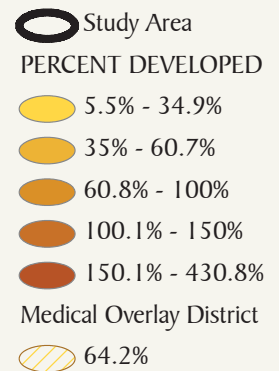 Study Area
PERCENT DEVELOPED
5.5% - 34.9%
35% - 60.7%
60.8% - 100%
100.1% - 150%
150.1% - 430.8%
Medical Overlay District
64.2%